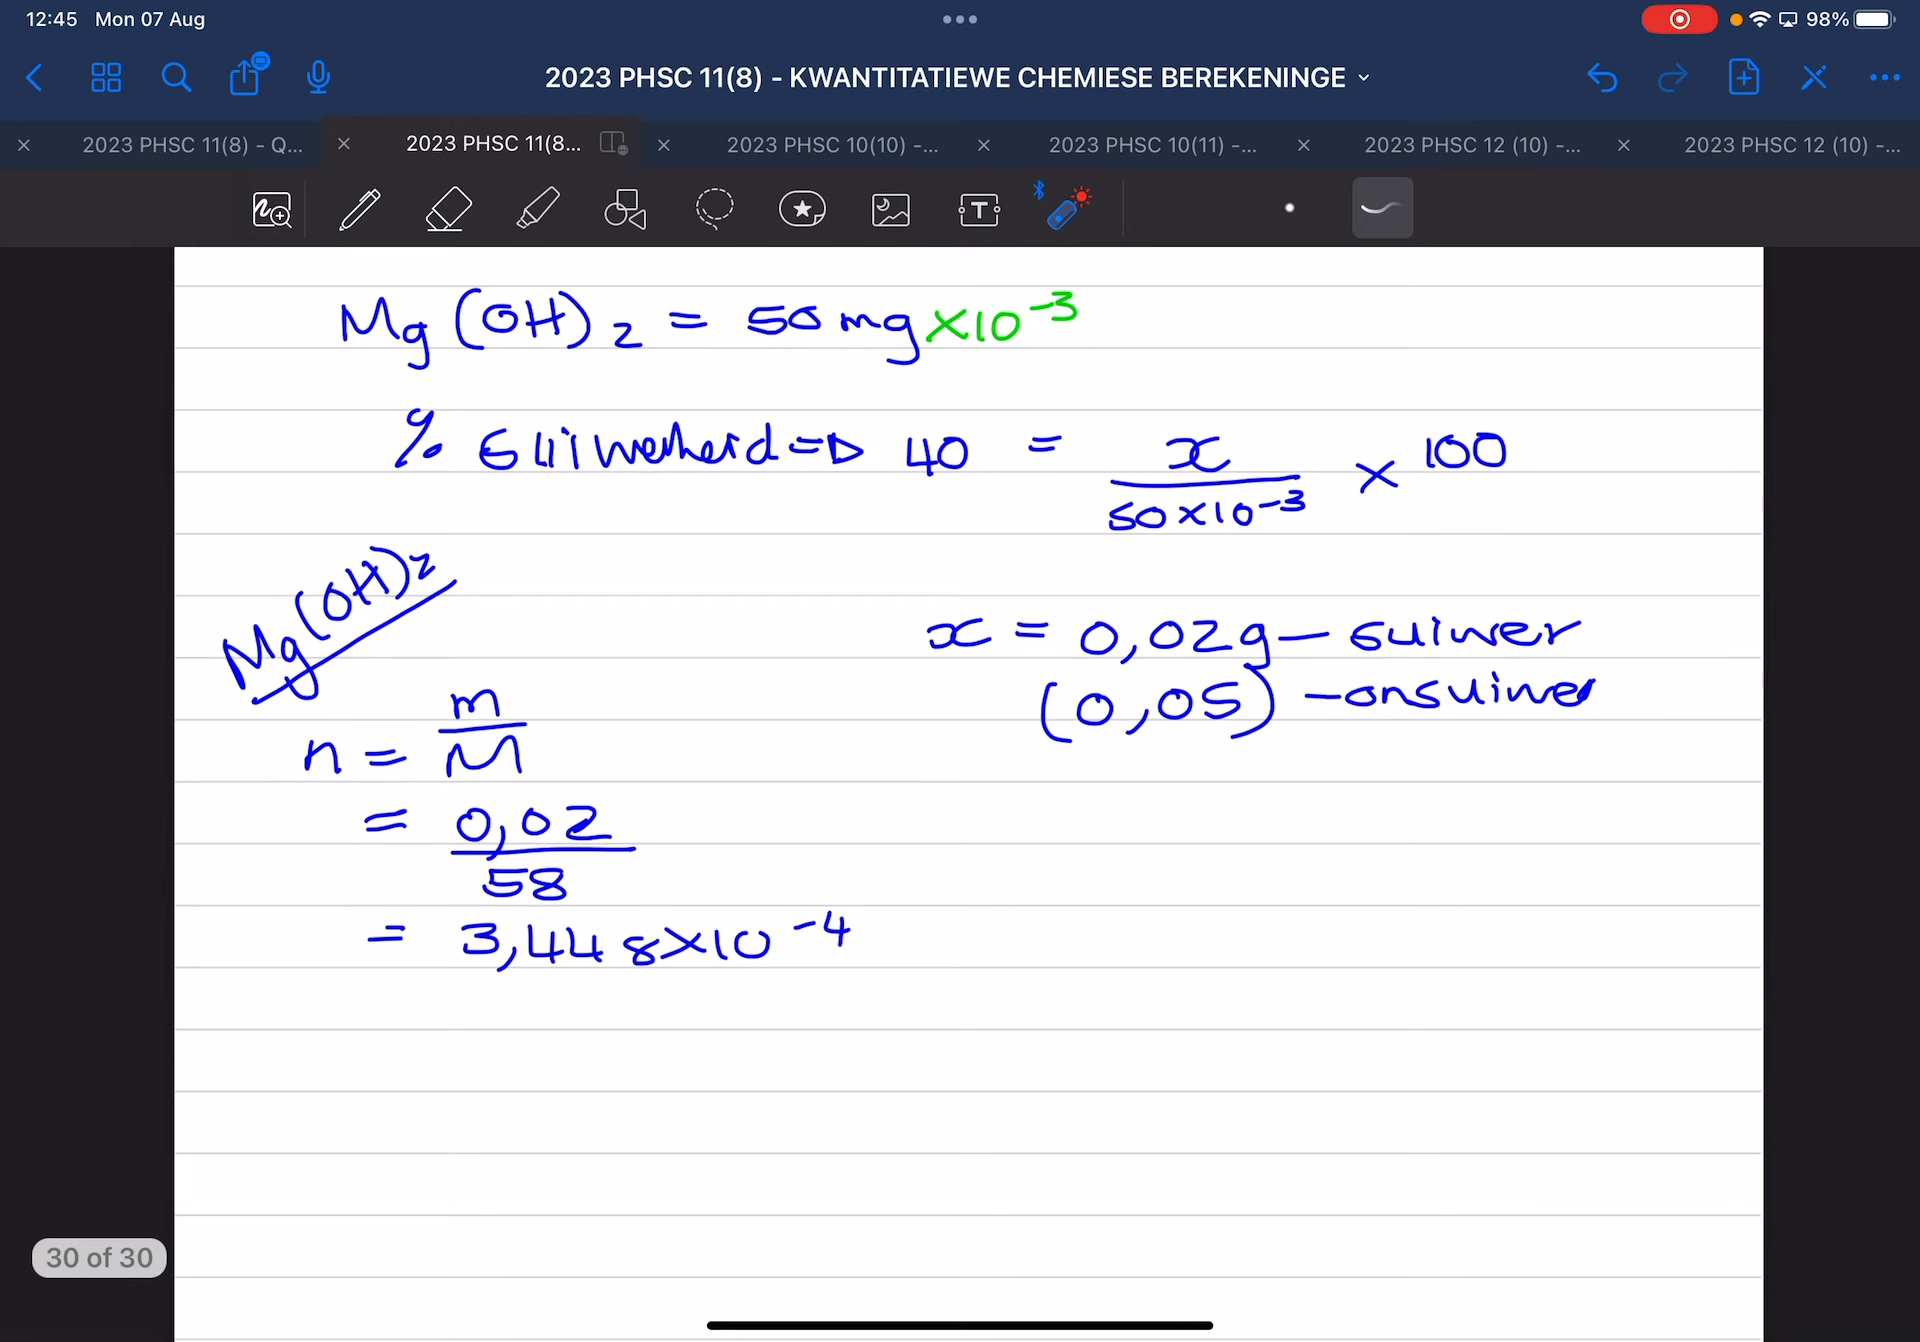 12:45 Mon 07 Aug
98%
2023 PHSC 11(8) - KWANTITATIEWE CHEMIESE BEREKENINGE
2023 PHSC 11(8) - Q... 2023 PHSC 11(8... 2023 PHSC 10(10) -... 2023 PHSC 10(11) -... 2023 PHSC 12 (10) -... 2023 PHSC 12 (10) -...
Mg(OH)₂ = 50 mg ×10⁻³
% suiwerheid => 40 = x / 50×10⁻³ × 100
Mg(OH)₂
x = 0,02g — suiwer
(0,05) — onsuiwer
n = m / M
= 0,02 / 58
= 3,448×10⁻⁴
30 of 30